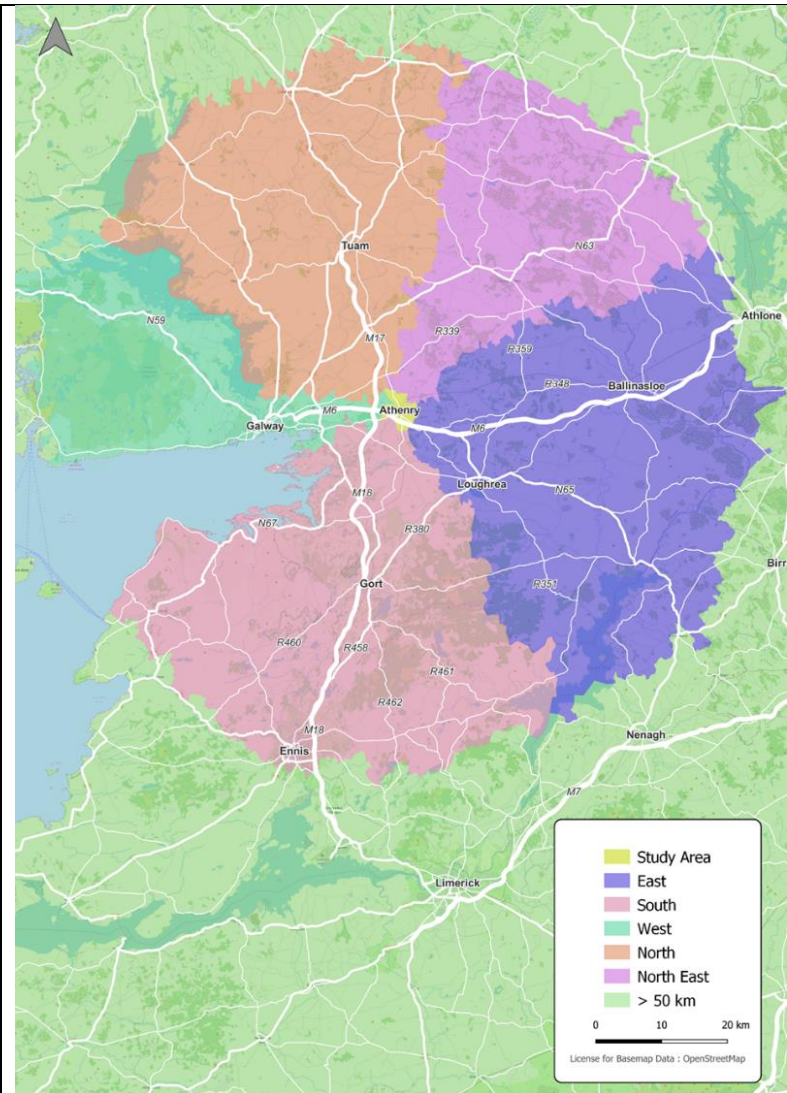 Tuam
N63
N59
M17
R339
Athlone
R359
R348
Ballinasloe
M6
Athenry
Galway
M6
Loughrea
N65
M18
N67
R380
Birr
Gort
R351
R460
R458
R461
R462
M18
Nenagh
Ennis
M7
Limerick
Study Area
East
South
West
North
North East
> 50 km
0 10 20 km
License for Basemap Data : OpenStreetMap